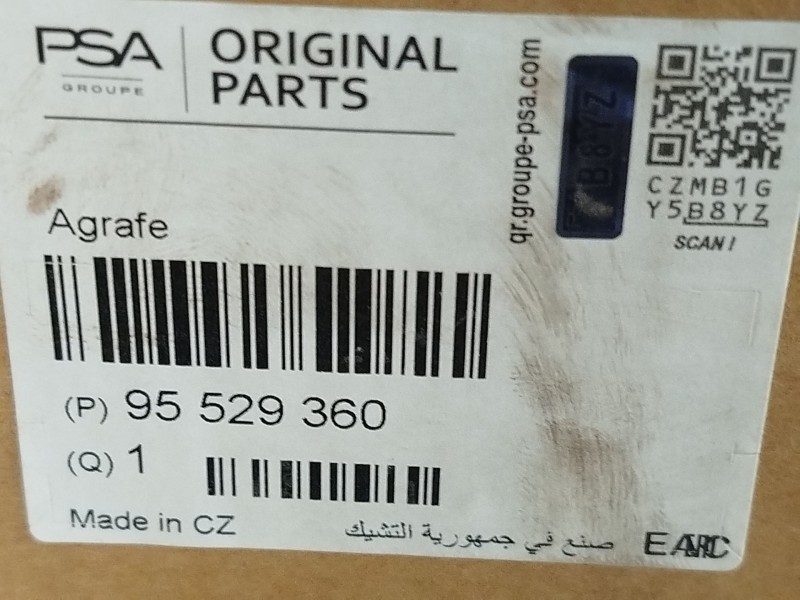 PSA
GROUPE
ORIGINAL
PARTS
qr.groupe-psa.com
B8YZ
CZMB1G
Y5B8YZ
SCAN!
Agrafe
(P) 95 529 360
(Q) 1
Made in CZ
صنع في جمهورية التشيك